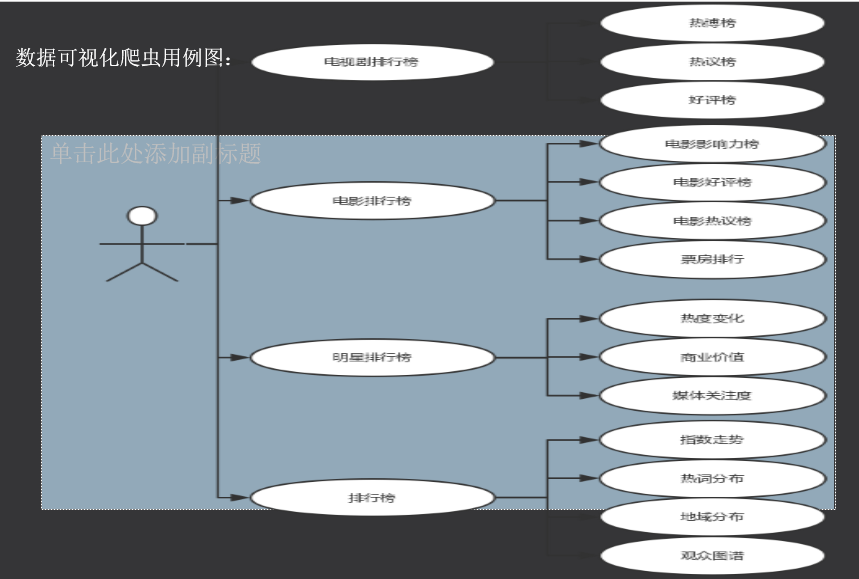 热搏榜
数据可视化爬虫用例图：
电视剧排行榜
热议榜
好评榜
电影影响力榜
单击此处添加副标题
电影好评榜
电影排行榜
电影热议榜
票房排行
热度变化
明星排行榜
商业价值
媒体关注度
指数走势
热词分布
排行榜
地域分布
观众图谱